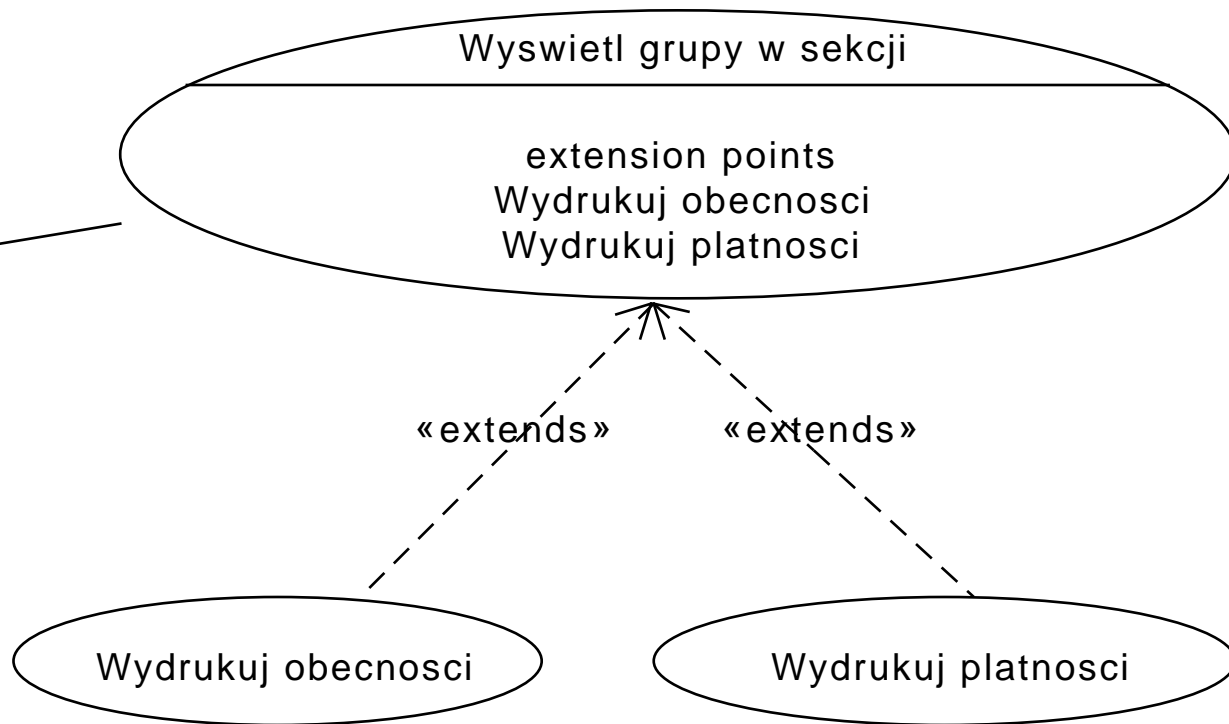 Wyswietl grupy w sekcji
extension points
Wydrukuj obecnosci
Wydrukuj platnosci
«extends»
«extends»
Wydrukuj obecnosci
Wydrukuj platnosci